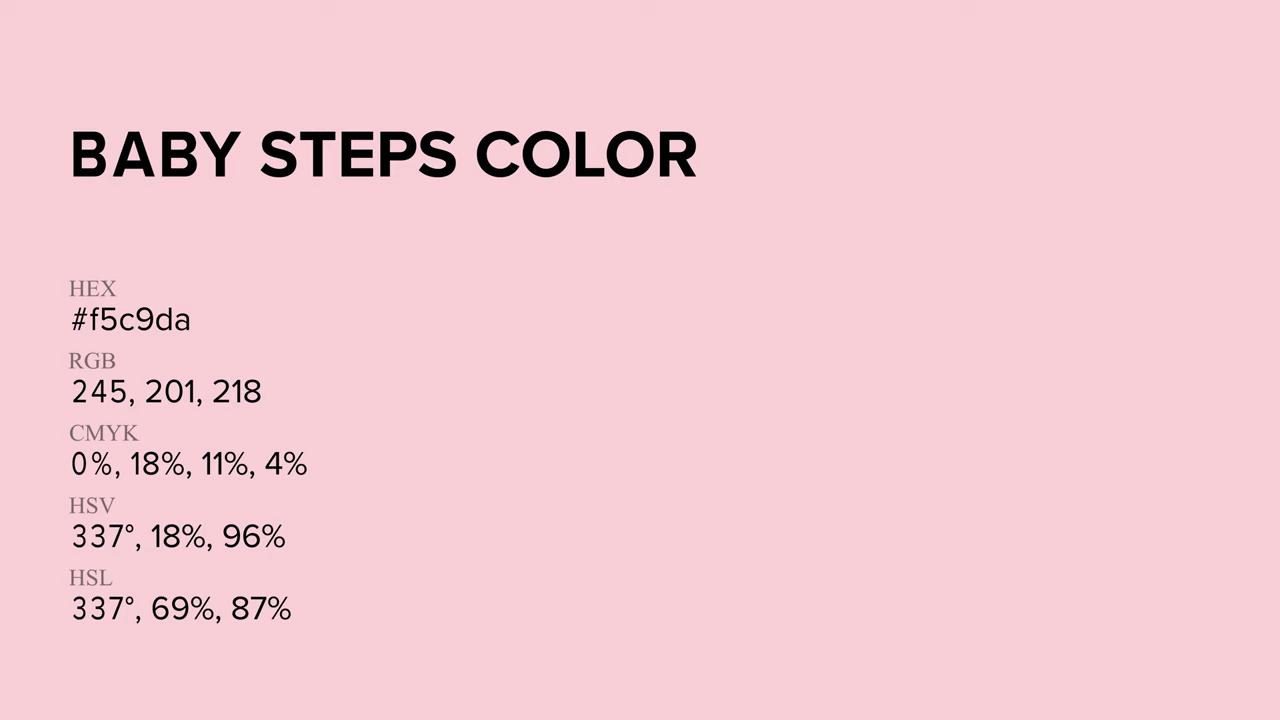 BABY STEPS COLOR
HEX
#f5c9da
RGB
245, 201, 218
CMYK
0%, 18%, 11%, 4%
HSV
337°, 18%, 96%
HSL
337°, 69%, 87%